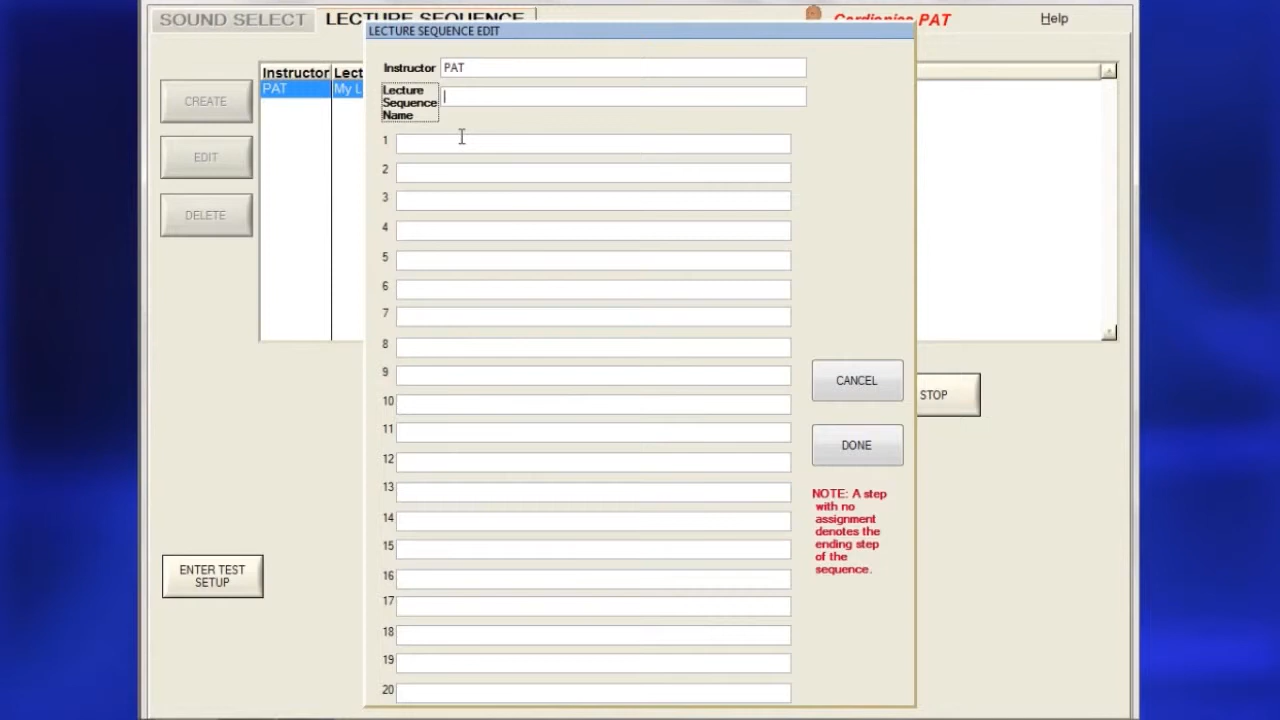 SOUND SELECT
LECTURE SEQUENCE
Cardionics PAT
Help
LECTURE SEQUENCE EDIT
Instructor Lect
PAT My L
CREATE
EDIT
DELETE
Instructor PAT
Lecture
Sequence
Name
1
2
3
4
5
6
7
8
9
10
11
12
13
14
15
16
17
18
19
20
CANCEL
STOP
DONE
NOTE: A step
with no
assignment
denotes the
ending step
of the
sequence.
ENTER TEST
SETUP